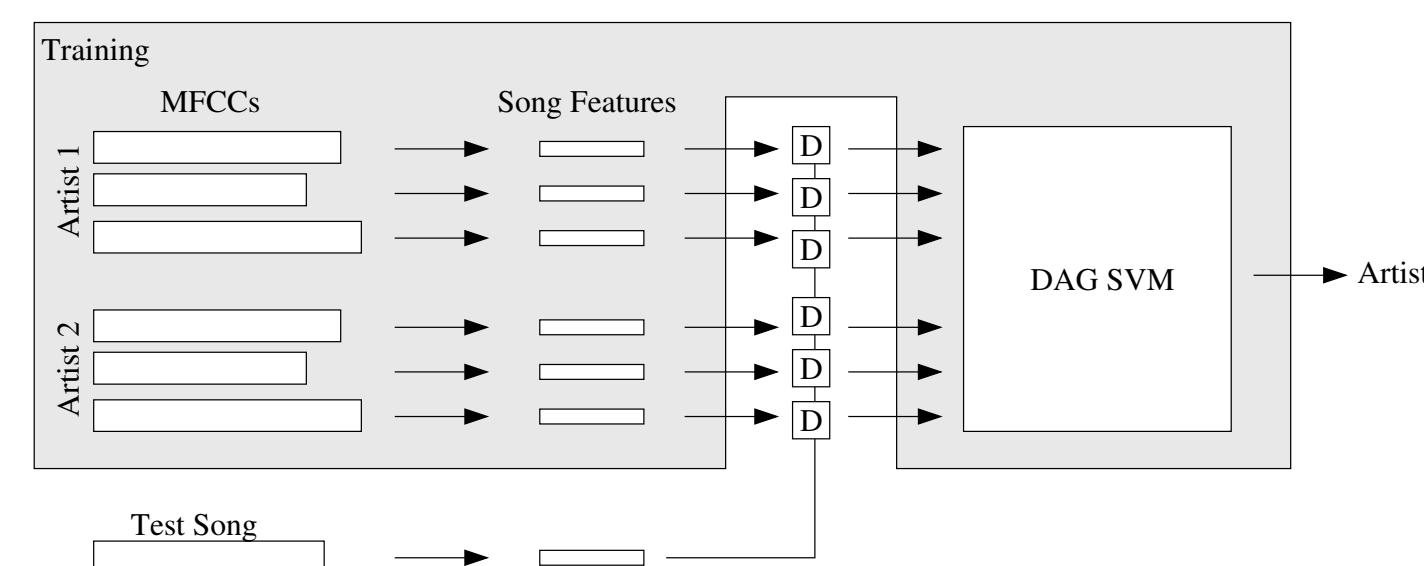 Training
MFCCs
Song Features
Artist 1
D
D
D
Artist 2
D
D
D
DAG SVM
Artist
Test Song